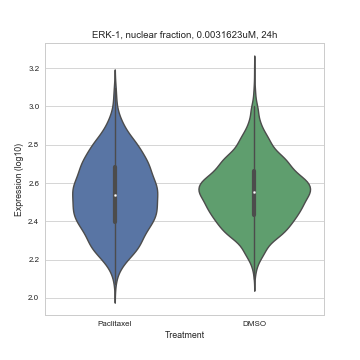 ERK-1, nuclear fraction, 0.0031623uM, 24h
3.2
3.0
2.8
2.6
2.4
2.2
2.0
Expression (log10)
Paclitaxel
DMSO
Treatment